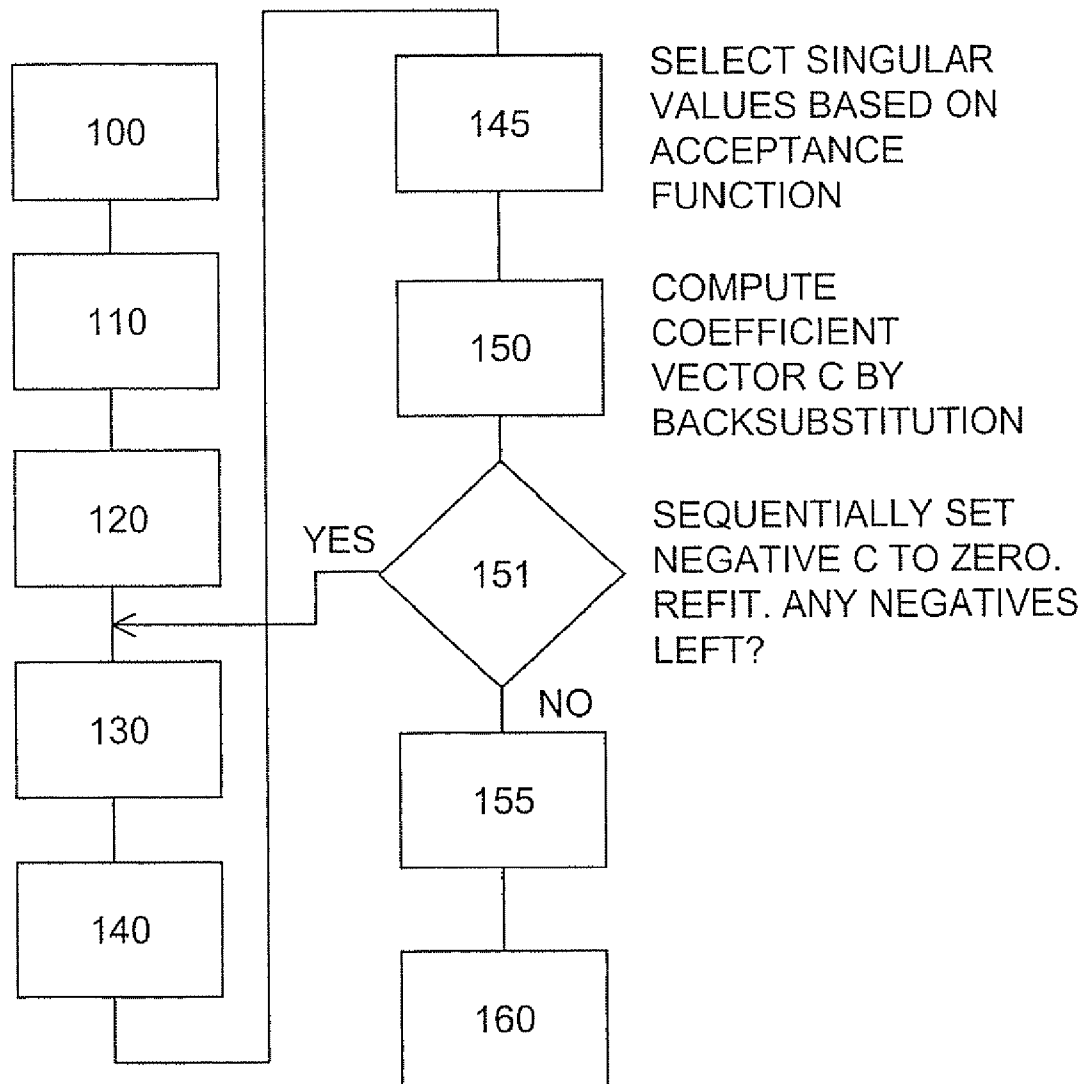 100
110
120
130
140
145
SELECT SINGULAR
VALUES BASED ON
ACCEPTANCE
FUNCTION
150
COMPUTE
COEFFICIENT
VECTOR C BY
BACKSUBSTITUTION
YES
151
SEQUENTIALLY SET
NEGATIVE C TO ZERO.
REFIT. ANY NEGATIVES
LEFT?
NO
155
160